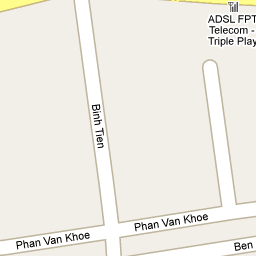 ADSL FPT
Telecom -
Triple Play
Binh Tien
Phan Van Khoe
Phan Van Khoe
Ben